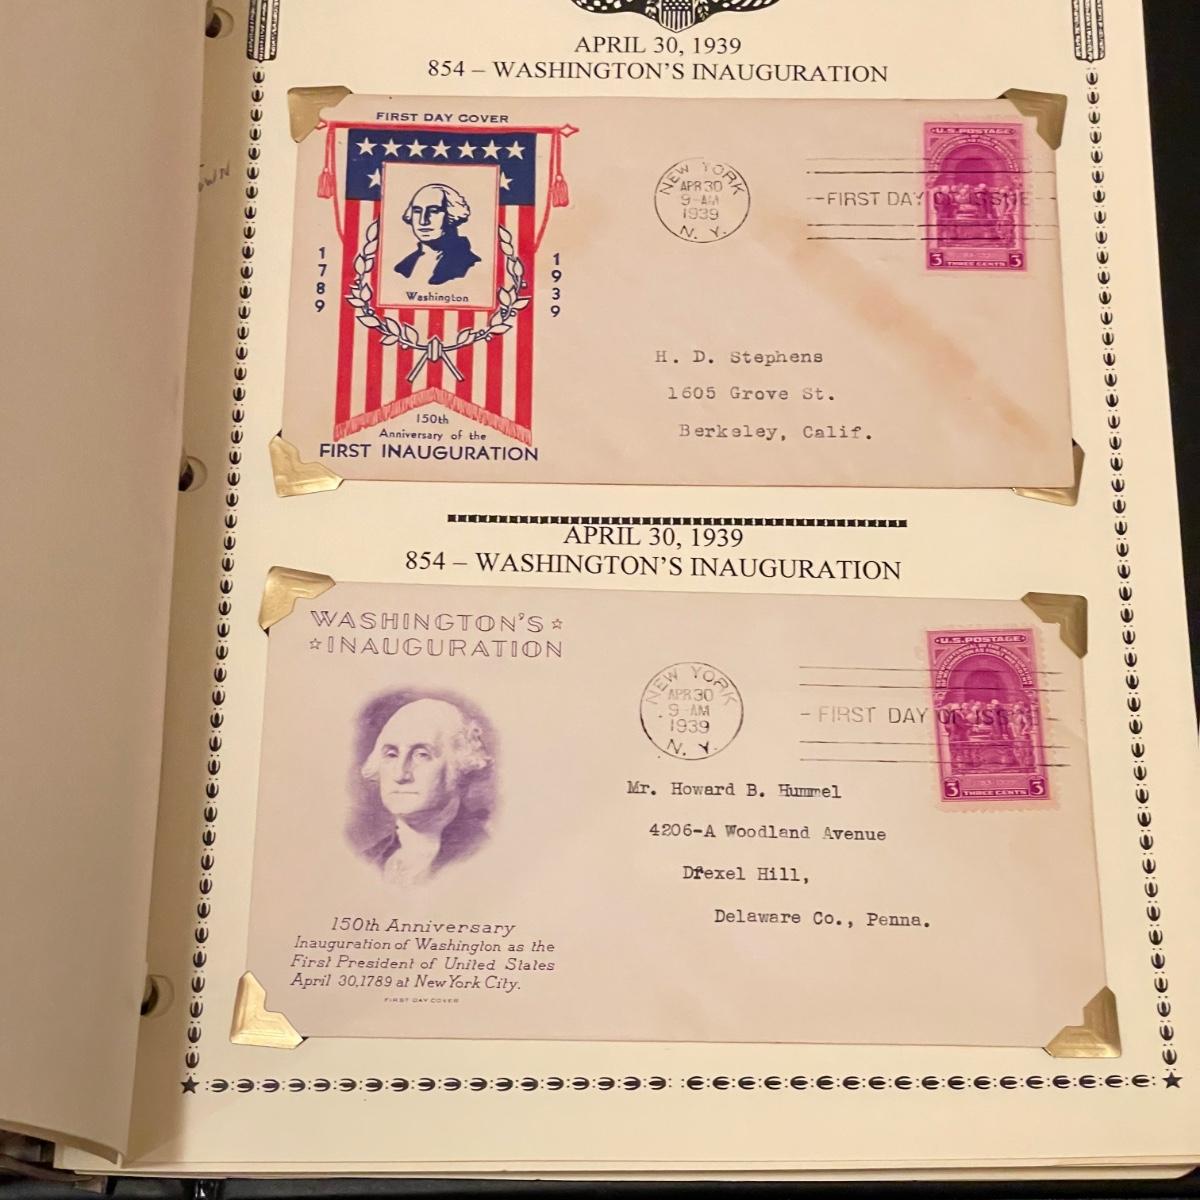 APRIL 30, 1939
854 – WASHINGTON'S INAUGURATION
FIRST DAY COVER
Washington
1789
1939
150th
Anniversary of the
FIRST INAUGURATION
NEW YORK
APR 30
9-AM
1939
N. Y.
FIRST DAY OF ISSUE
U.S. POSTAGE
3 THREE CENTS 3
H. D. Stephens
1605 Grove St.
Berkeley, Calif.
APRIL 30, 1939
854 – WASHINGTON'S INAUGURATION
WASHINGTON'S
INAUGURATION
150th Anniversary
Inauguration of Washington as the
First President of United States
April 30, 1789 at New York City.
FIRST DAY COVER
NEW YORK
APR 30
9-AM
1939
N. Y.
FIRST DAY OF ISSUE
U.S. POSTAGE
3 THREE CENTS 3
Mr. Howard B. Hummel
4206-A Woodland Avenue
Drexel Hill,
Delaware Co., Penna.